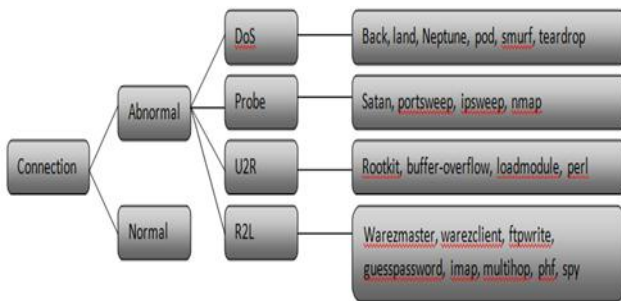 DoS
Back, land, Neptune, pod, smurf, teardrop
Abnormal
Probe
Satan, portsweep, ipsweep, nmap
Connection
U2R
Rootkit, buffer-overflow, loadmodule, perl
Normal
R2L
Warezmaster, warezclient, ftpwrite,
guesspassword, imap, multihop, phf, spy